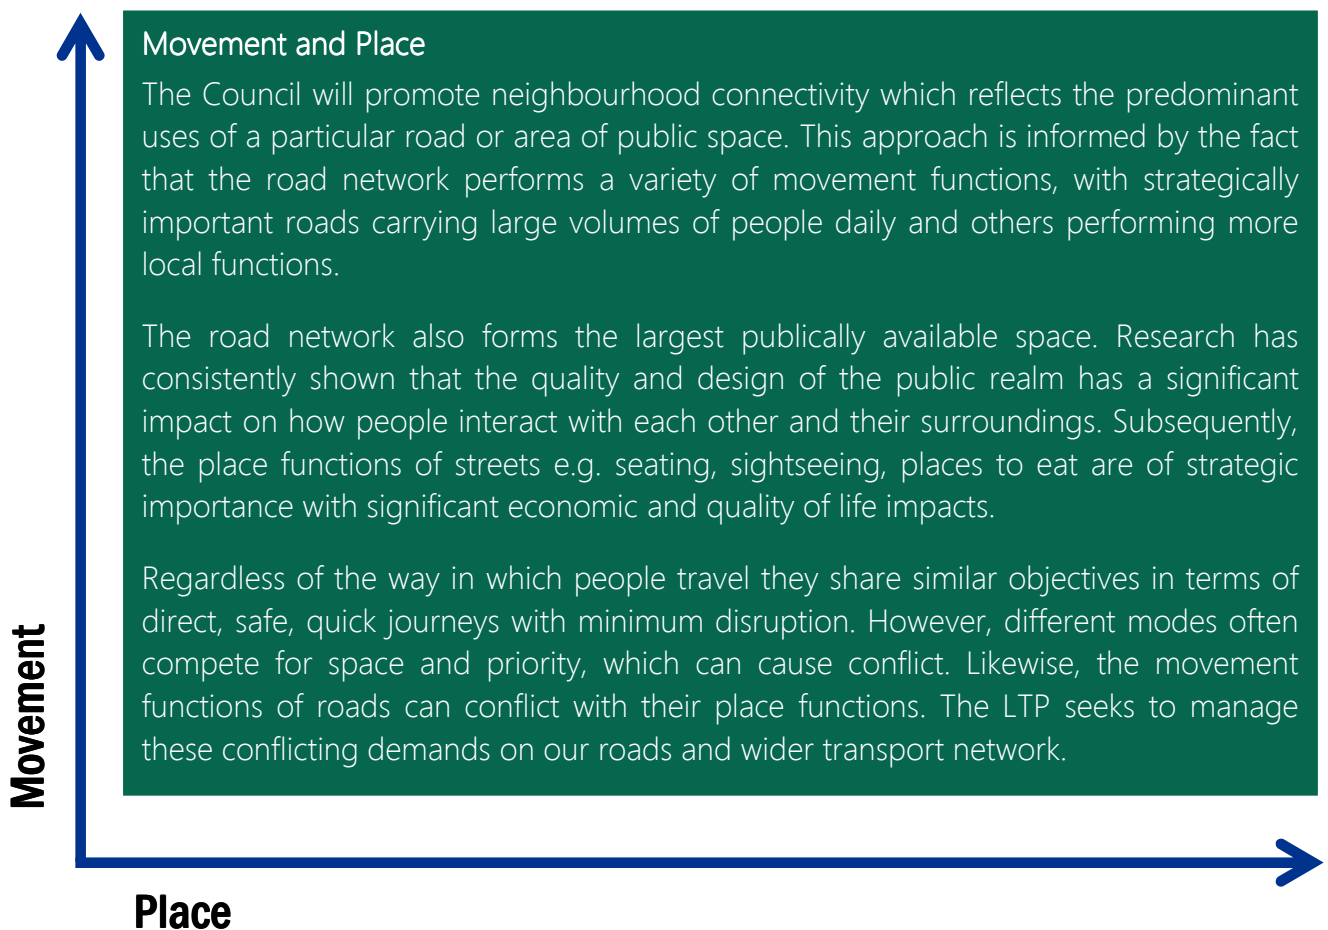 Movement and Place
The Council will promote neighbourhood connectivity which reflects the predominant
uses of a particular road or area of public space. This approach is informed by the fact
that the road network performs a variety of movement functions, with strategically
important roads carrying large volumes of people daily and others performing more
local functions.
The road network also forms the largest publically available space. Research has
consistently shown that the quality and design of the public realm has a significant
impact on how people interact with each other and their surroundings. Subsequently,
the place functions of streets e.g. seating, sightseeing, places to eat are of strategic
importance with significant economic and quality of life impacts.
Regardless of the way in which people travel they share similar objectives in terms of
direct, safe, quick journeys with minimum disruption. However, different modes often
compete for space and priority, which can cause conflict. Likewise, the movement
functions of roads can conflict with their place functions. The LTP seeks to manage
these conflicting demands on our roads and wider transport network.
Movement
Place